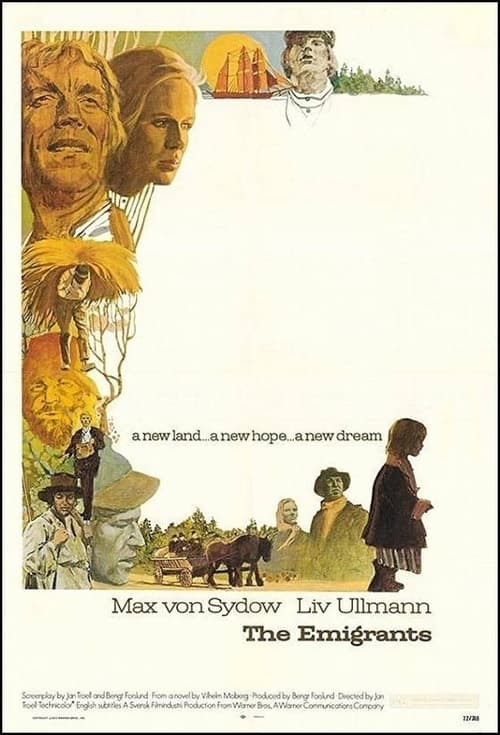 a new land...a new hope...a new dream
Max von Sydow Liv Ullmann
The Emigrants
Screenplay by Jan Troell and Bengt Forslund From a novel by Vilhelm Moberg Produced by Bengt Forslund Directed by Jan
Troell Technicolor® English subtitles A Svensk Filmindustri Production From Warner Bros., A Warner Communications Company
72/318